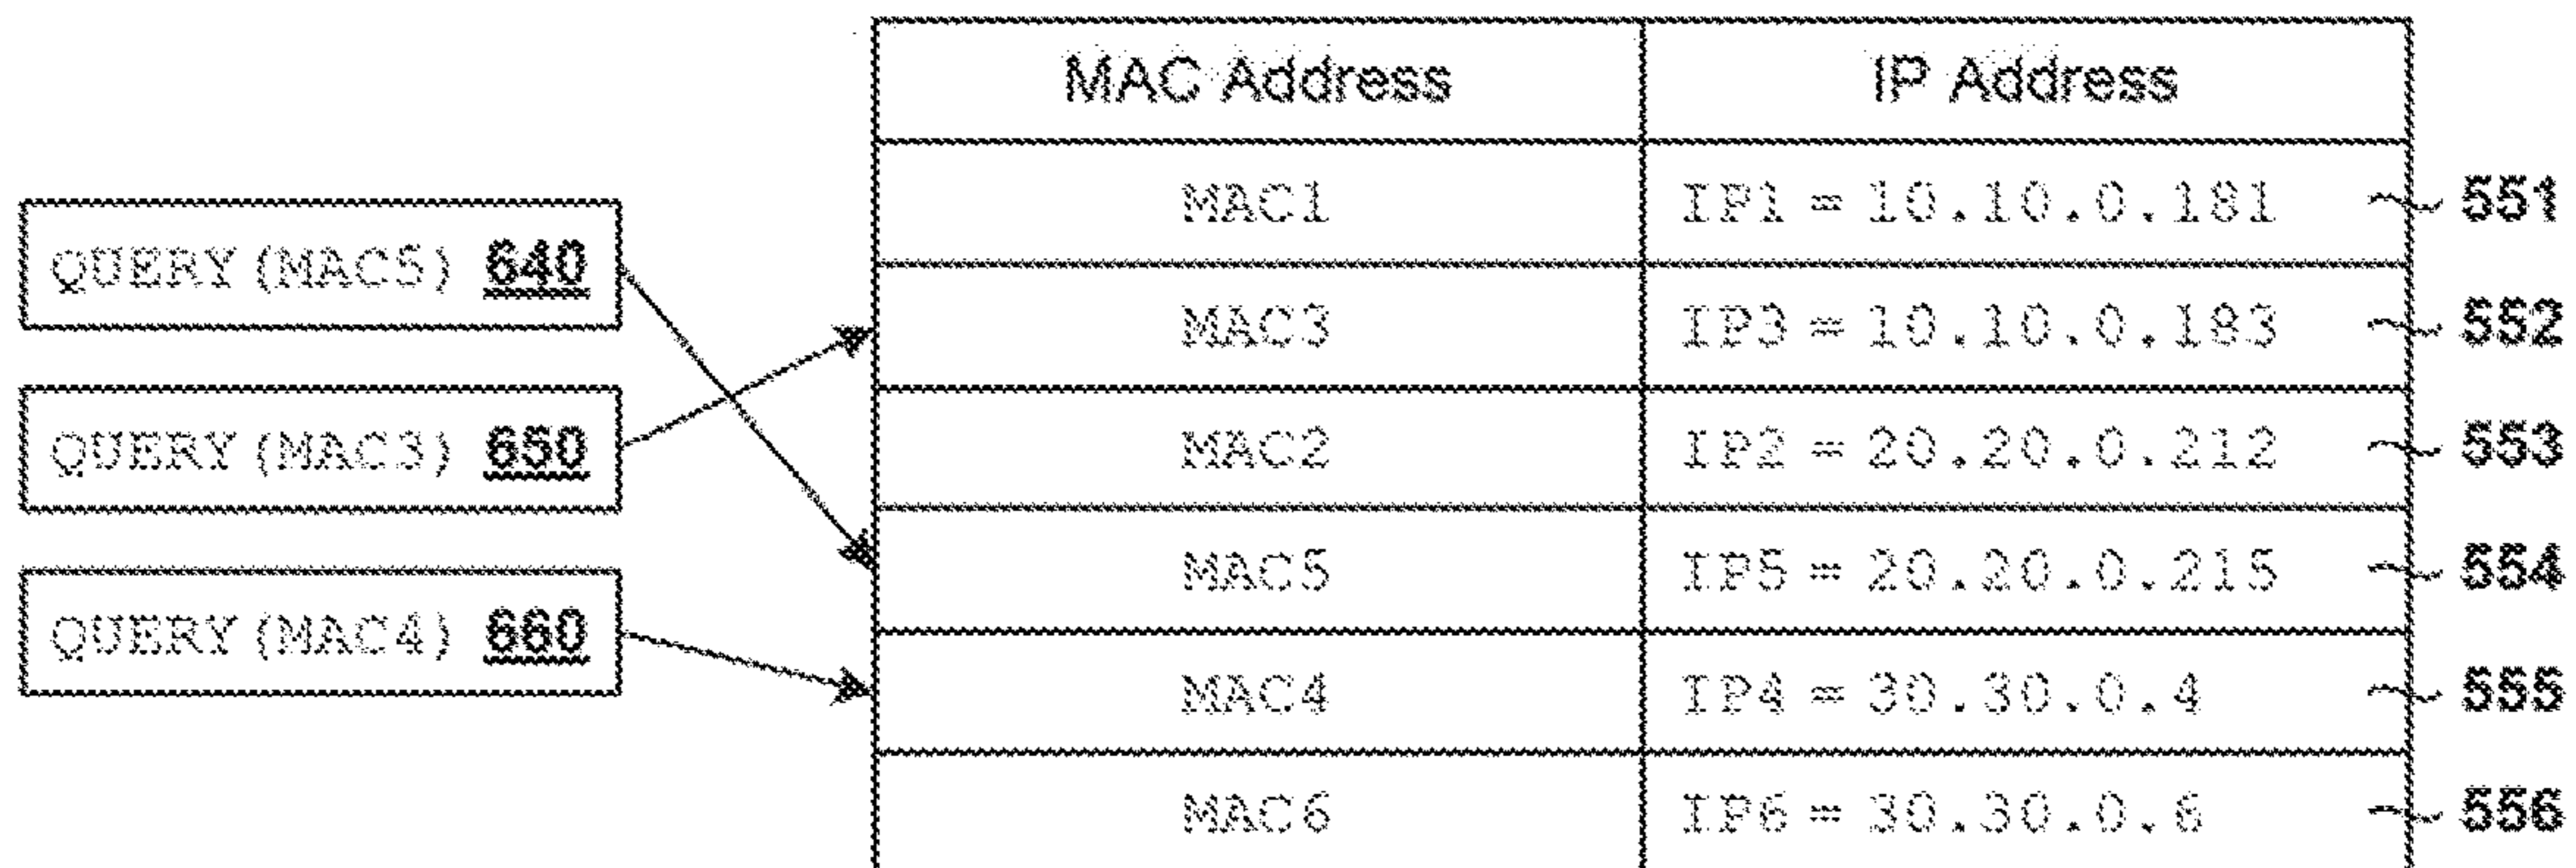 MAC Address IP Address
MAC1 IP1 = 10.10.0.181 551
QUERY (MAC5) 640
MAC3 IP3 = 10.10.0.183 552
QUERY (MAC3) 650
MAC2 IP2 = 20.20.0.212 553
MAC5 IP5 = 20.20.0.215 554
QUERY (MAC4) 660
MAC4 IP4 = 30.30.0.4 555
MAC6 IP6 = 30.30.0.6 556